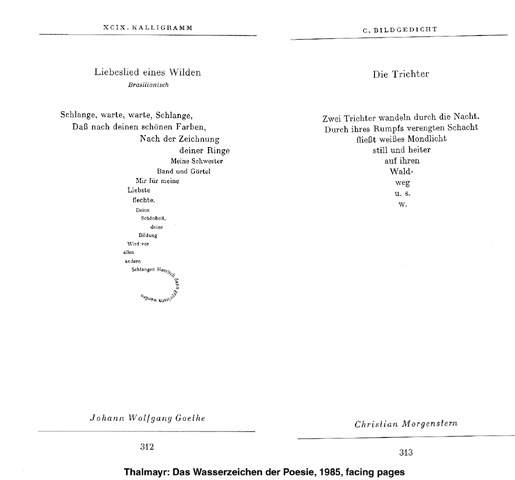 XCIX. KALLIGRAMM
Liebeslied eines Wilden
Brasilianisch
Schlange, warte, warte, Schlange,
Daß nach deinen schönen Farben,
Nach der Zeichnung
deiner Ringe
Meine Schwester
Band und Gürtel
Mir für meine
Liebste
flechte.
Deine
Schönheit,
deine
Bildung
Wird vor
allen
andern
Schlangen Herrlich dann gepriesen werden.
Johann Wolfgang Goethe
312
C. BILDGEDICHT
Die Trichter
Zwei Trichter wandeln durch die Nacht.
Durch ihres Rumpfs verengten Schacht
fließt weißes Mondlicht
still und heiter
auf ihren
Wald-
weg
u. s.
w.
Christian Morgenstern
313
Thalmayr: Das Wasserzeichen der Poesie, 1985, facing pages